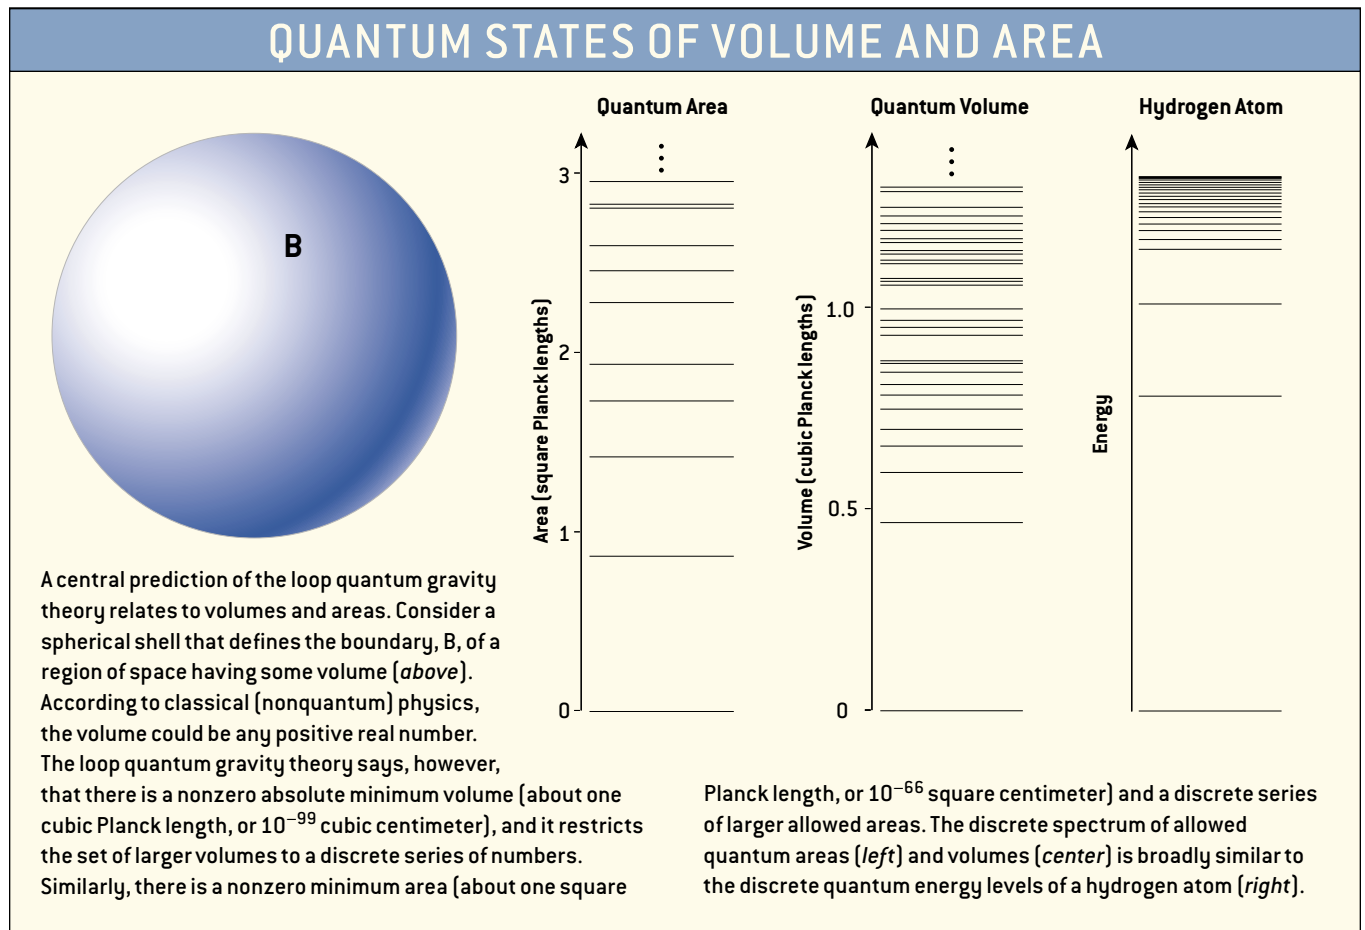 QUANTUM STATES OF VOLUME AND AREA
B
A central prediction of the loop quantum gravity
theory relates to volumes and areas. Consider a
spherical shell that defines the boundary, B, of a
region of space having some volume (above).
According to classical (nonquantum) physics,
the volume could be any positive real number.
The loop quantum gravity theory says, however,
that there is a nonzero absolute minimum volume (about one
cubic Planck length, or 10⁻⁹⁹ cubic centimeter), and it restricts
the set of larger volumes to a discrete series of numbers.
Similarly, there is a nonzero minimum area (about one square
Planck length, or 10⁻⁶⁶ square centimeter) and a discrete series
of larger allowed areas. The discrete spectrum of allowed
quantum areas (left) and volumes (center) is broadly similar to
the discrete quantum energy levels of a hydrogen atom (right).
Quantum Area
Area (square Planck lengths)
3
2
1
0
Quantum Volume
Volume (cubic Planck lengths)
1.0
0.5
0
Hydrogen Atom
Energy